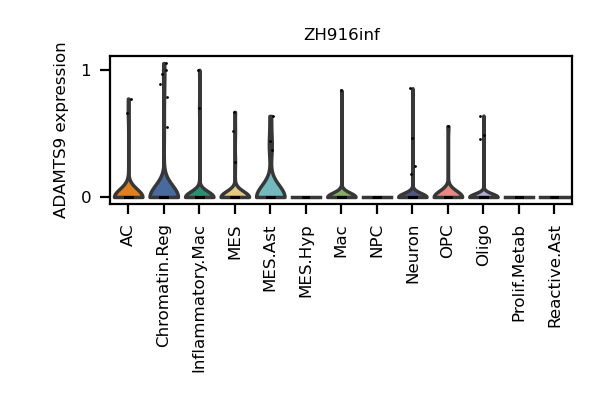 ZH916inf
ADAMTS9 expression
1
0
AC
Chromatin.Reg
Inflammatory.Mac
MES
MES.Ast
MES.Hyp
Mac
NPC
Neuron
OPC
Oligo
Prolif.Metab
Reactive.Ast